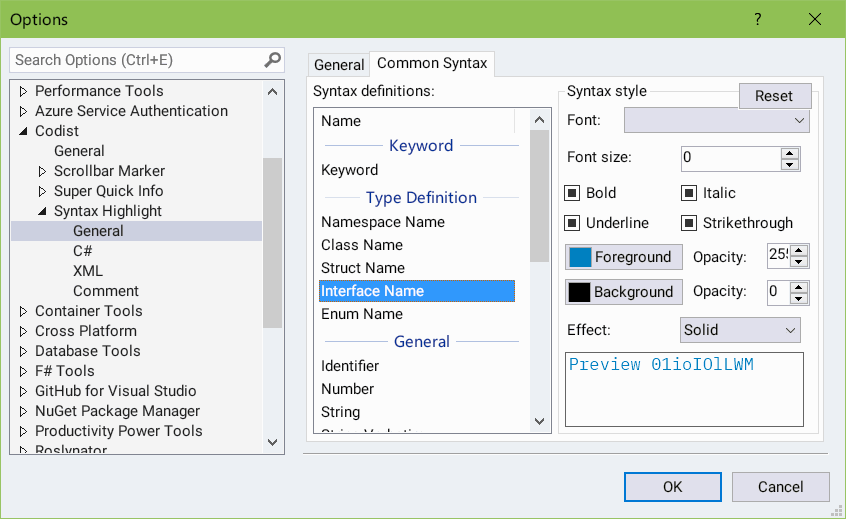 Options
?
Search Options (Ctrl+E)
Performance Tools
Azure Service Authentication
Codist
General
Scrollbar Marker
Super Quick Info
Syntax Highlight
General
C#
XML
Comment
Container Tools
Cross Platform
Database Tools
F# Tools
GitHub for Visual Studio
NuGet Package Manager
Productivity Power Tools
Roslynator
General
Common Syntax
Syntax definitions:
Name
Keyword
Keyword
Type Definition
Namespace Name
Class Name
Struct Name
Interface Name
Enum Name
General
Identifier
Number
String
Syntax style
Reset
Font:
Font size:
0
Bold
Italic
Underline
Strikethrough
Foreground
Opacity:
255
Background
Opacity:
0
Effect:
Solid
Preview 01ioIOlLWM
OK
Cancel